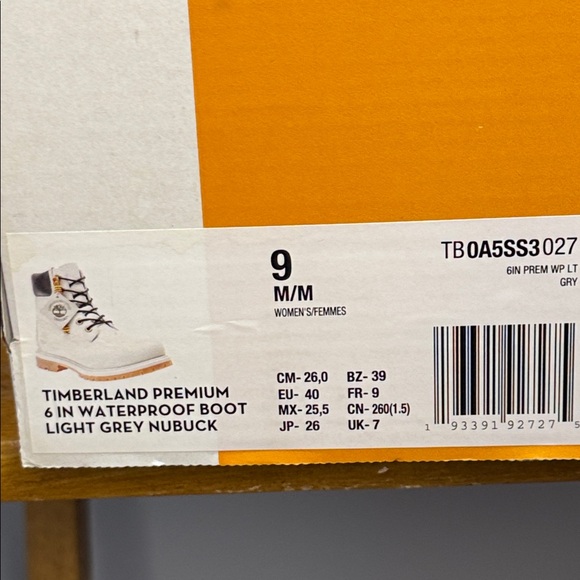 9
M/M
WOMEN'S/FEMMES
TB0A5SS3027
6IN PREM WP LT
GRY
TIMBERLAND PREMIUM
6 IN WATERPROOF BOOT
LIGHT GREY NUBUCK
CM- 26,0 BZ- 39
EU- 40 FR- 9
MX- 25,5 CN- 260(1.5)
JP- 26 UK- 7
1 93391 92727 5